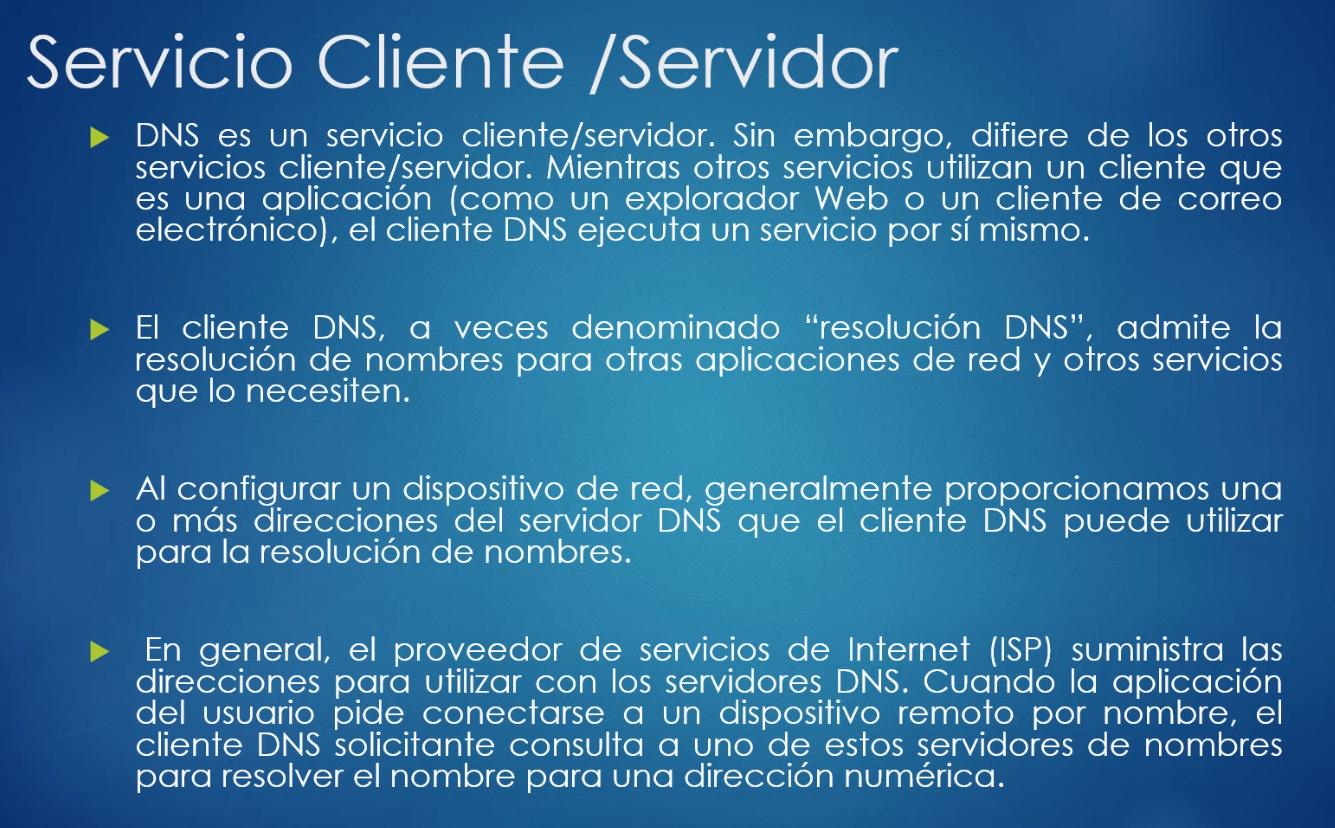 Servicio Cliente /Servidor
DNS es un servicio cliente/servidor. Sin embargo, difiere de los otros
servicios cliente/servidor. Mientras otros servicios utilizan un cliente que
es una aplicación (como un explorador Web o un cliente de correo
electrónico), el cliente DNS ejecuta un servicio por sí mismo.
El cliente DNS, a veces denominado “resolución DNS”, admite la
resolución de nombres para otras aplicaciones de red y otros servicios
que lo necesiten.
Al configurar un dispositivo de red, generalmente proporcionamos una
o más direcciones del servidor DNS que el cliente DNS puede utilizar
para la resolución de nombres.
En general, el proveedor de servicios de Internet (ISP) suministra las
direcciones para utilizar con los servidores DNS. Cuando la aplicación
del usuario pide conectarse a un dispositivo remoto por nombre, el
cliente DNS solicitante consulta a uno de estos servidores de nombres
para resolver el nombre para una dirección numérica.